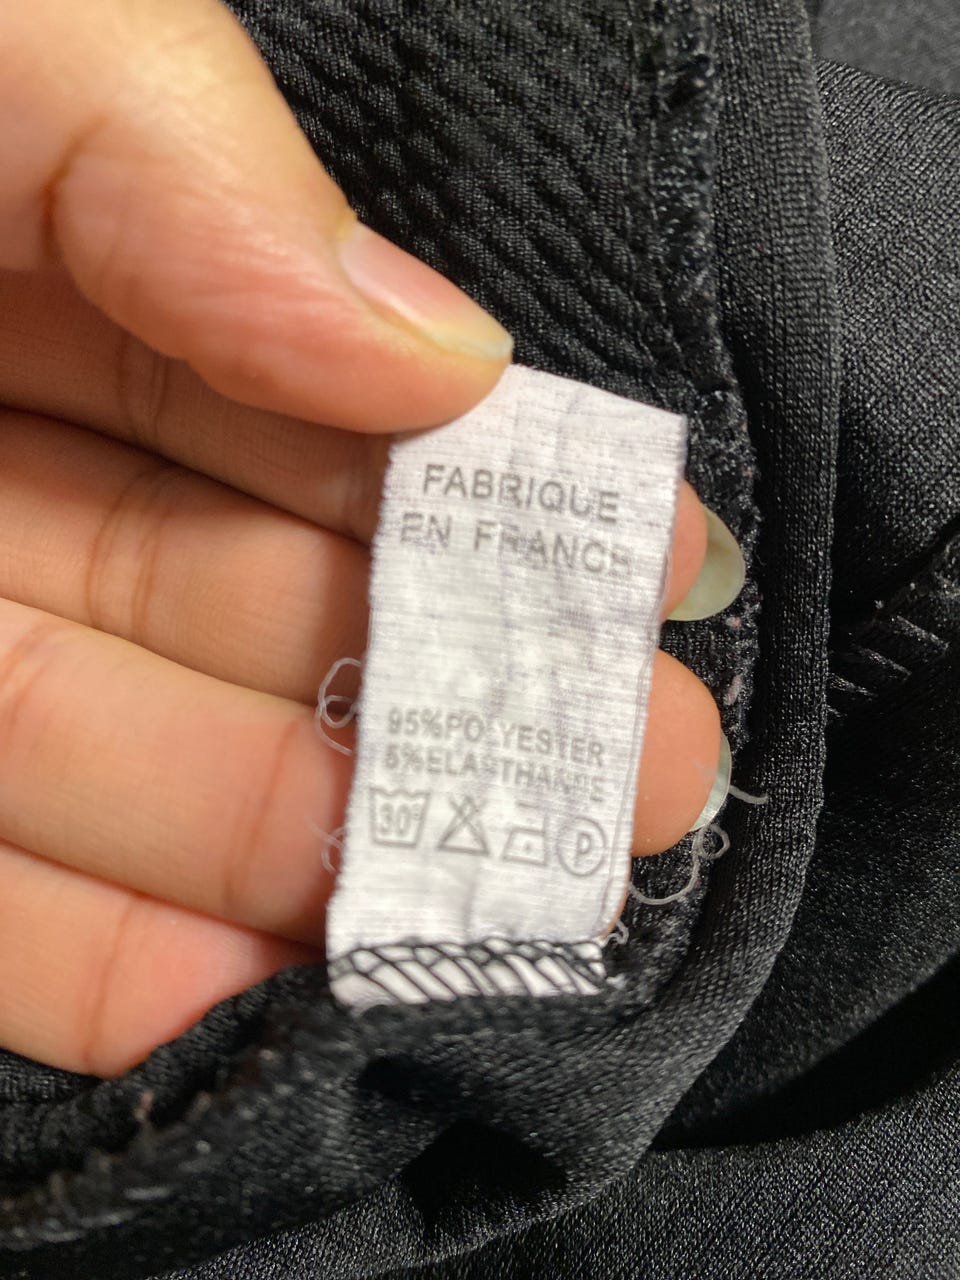 FABRIQUE
EN FRANCE
95%POLYESTER
5%ELASTHANNE
30°
P